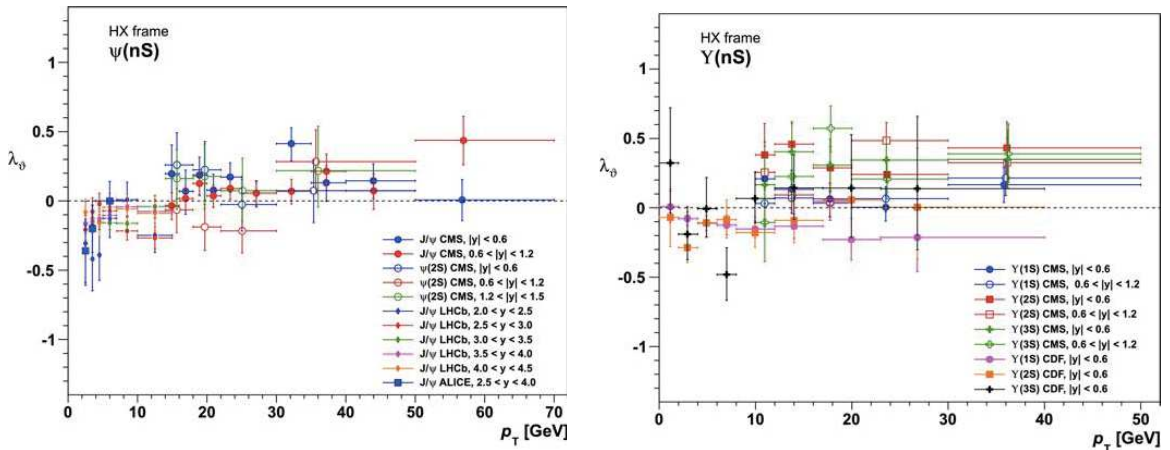 HX frame
ψ(nS)
1
0.5
0
-0.5
-1
λϑ
J/ψ CMS, |y| < 0.6
J/ψ CMS, 0.6 < |y| < 1.2
ψ(2S) CMS, |y| < 0.6
ψ(2S) CMS, 0.6 < |y| < 1.2
ψ(2S) CMS, 1.2 < |y| < 1.5
J/ψ LHCb, 2.0 < y < 2.5
J/ψ LHCb, 2.5 < y < 3.0
J/ψ LHCb, 3.0 < y < 3.5
J/ψ LHCb, 3.5 < y < 4.0
J/ψ LHCb, 4.0 < y < 4.5
J/ψ ALICE, 2.5 < y < 4.0
0 10 20 30 40 50 60 70
pT [GeV]
HX frame
Υ(nS)
1
0.5
0
-0.5
-1
λϑ
Υ(1S) CMS, |y| < 0.6
Υ(1S) CMS, 0.6 < |y| < 1.2
Υ(2S) CMS, |y| < 0.6
Υ(2S) CMS, 0.6 < |y| < 1.2
Υ(3S) CMS, |y| < 0.6
Υ(3S) CMS, 0.6 < |y| < 1.2
Υ(1S) CDF, |y| < 0.6
Υ(2S) CDF, |y| < 0.6
Υ(3S) CDF, |y| < 0.6
0 10 20 30 40 50
pT [GeV]